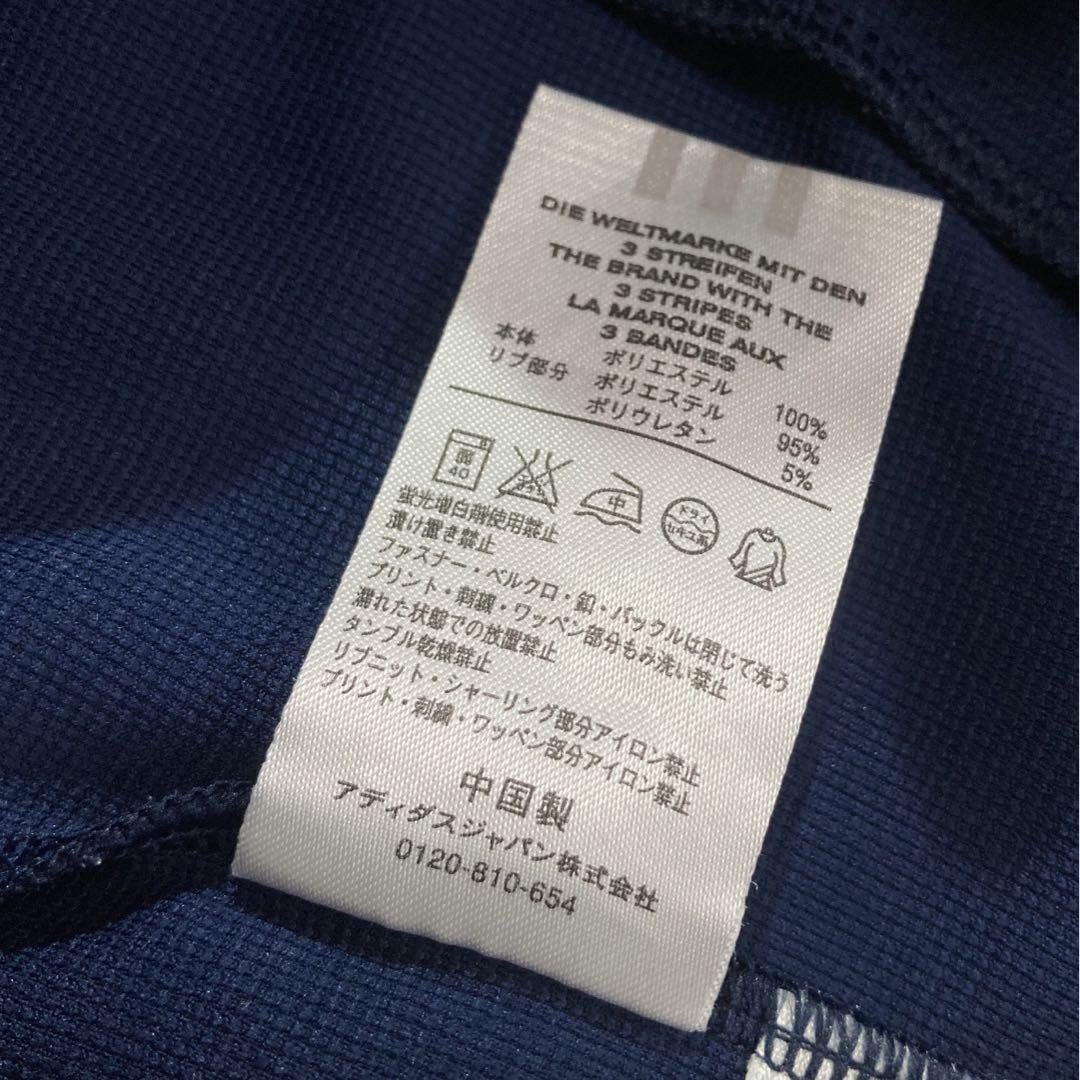 DIE WELTMARKE MIT DEN
3 STREIFEN
THE BRAND WITH THE
3 STRIPES
LA MARQUE AUX
3 BANDES
本体 ポリエステル 100%
リブ部分 ポリエステル 95%
ポリウレタン 5%
40 中 ドライ セキユ系
蛍光増白剤使用禁止
漬け置き禁止
ファスナー・ベルクロ・釦・バックルは閉じて洗う
プリント・刺繍・ワッペン部分もみ洗い禁止
濡れた状態での放置禁止
タンブル乾燥禁止
リブニット・シャーリング部分アイロン禁止
プリント・刺繍・ワッペン部分アイロン禁止
中国製
アディダスジャパン株式会社
0120-810-654